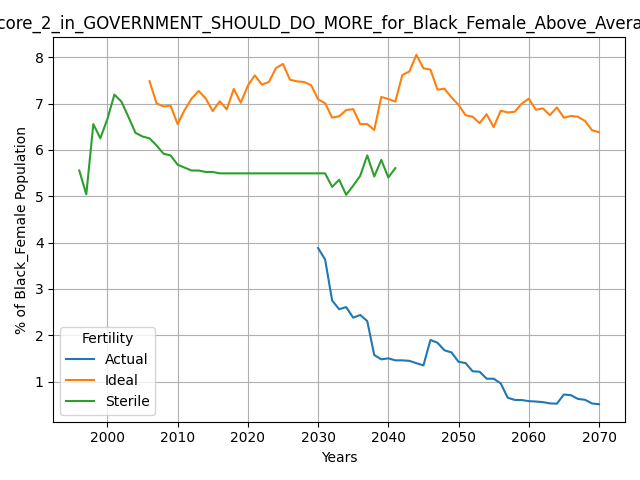 core_2_in_GOVERNMENT_SHOULD_DO_MORE_for_Black_Female_Above_Avera
8
7
6
5
4
3
2
1
% of Black_Female Population
Fertility
Actual
Ideal
Sterile
2000 2010 2020 2030 2040 2050 2060 2070
Years